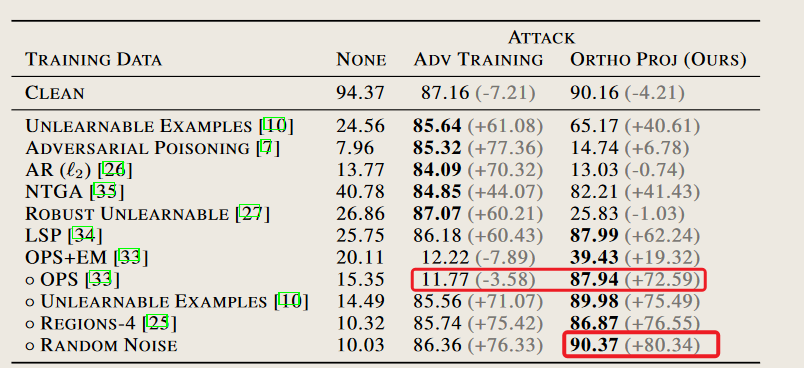 ATTACK
TRAINING DATA NONE ADV TRAINING ORTHO PROJ (OURS)
CLEAN 94.37 87.16 (-7.21) 90.16 (-4.21)
UNLEARNABLE EXAMPLES [10] 24.56 85.64 (+61.08) 65.17 (+40.61)
ADVERSARIAL POISONING [7] 7.96 85.32 (+77.36) 14.74 (+6.78)
AR (ℓ₂) [26] 13.77 84.09 (+70.32) 13.03 (-0.74)
NTGA [35] 40.78 84.85 (+44.07) 82.21 (+41.43)
ROBUST UNLEARNABLE [27] 26.86 87.07 (+60.21) 25.83 (-1.03)
LSP [34] 25.75 86.18 (+60.43) 87.99 (+62.24)
OPS+EM [33] 20.11 12.22 (-7.89) 39.43 (+19.32)
○ OPS [33] 15.35 11.77 (-3.58) 87.94 (+72.59)
○ UNLEARNABLE EXAMPLES [10] 14.49 85.56 (+71.07) 89.98 (+75.49)
○ REGIONS-4 [25] 10.32 85.74 (+75.42) 86.87 (+76.55)
○ RANDOM NOISE 10.03 86.36 (+76.33) 90.37 (+80.34)